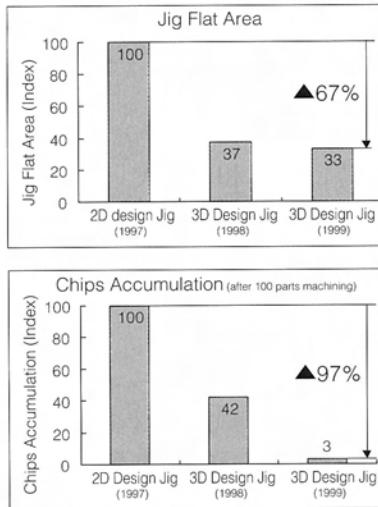 Jig Flat Area
Jig Flat Area (Index)
100
80
60
40
20
0
100
37
33
▲67%
2D design Jig 3D Design Jig 3D Design Jig
(1997) (1998) (1999)
Chips Accumulation (after 100 parts machining)
Chips Accumulation (Index)
100
80
60
40
20
0
100
42
3
▲97%
2D Design Jig 3D Design Jig 3D Design Jig
(1997) (1998) (1999)